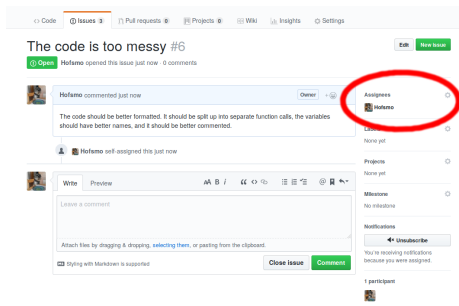 Code Issues 3 Pull requests 0 Projects 0 Wiki Insights Settings
The code is too messy #6
Edit New issue
Open Hofsmo opened this issue just now · 0 comments
Hofsmo commented just now Owner
The code should be better formatted. It should be split up into separate function calls, the variables
should have better names, and it should be better commented.
Hofsmo self-assigned this just now
Write Preview
AA B i
Leave a comment
Attach files by dragging & dropping, selecting them, or pasting from the clipboard.
Styling with Markdown is supported
Close issue Comment
Assignees
Hofsmo
None yet
Projects
None yet
Milestone
No milestone
Notifications
Unsubscribe
You're receiving notifications
because you were assigned.
1 participant